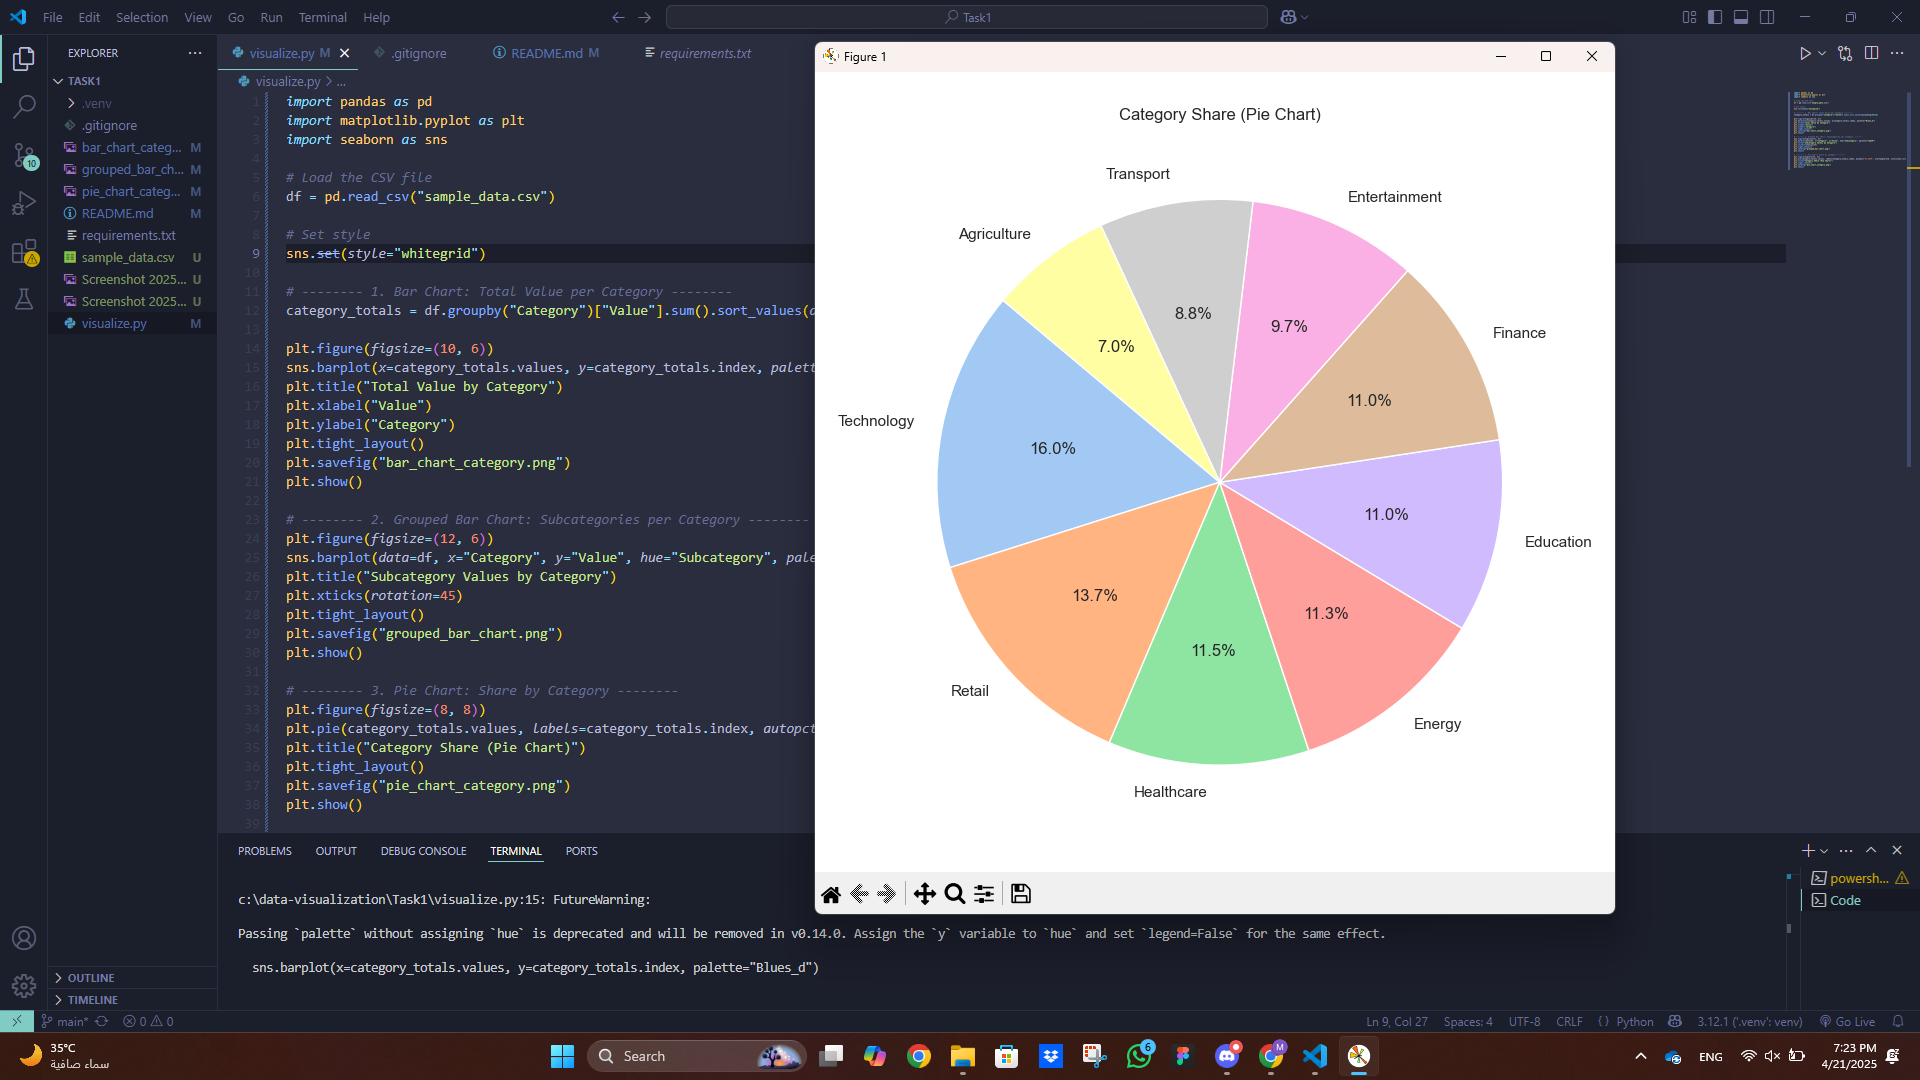 File Edit Selection View Go Run Terminal Help
Task1
EXPLORER
TASK1
.venv
.gitignore
bar_chart_categ... M
grouped_bar_ch... M
pie_chart_categ... M
README.md M
requirements.txt
sample_data.csv U
Screenshot 2025... U
Screenshot 2025... U
visualize.py M
OUTLINE
TIMELINE
visualize.py M
.gitignore
README.md M
requirements.txt
visualize.py > ...
1 import pandas as pd
2 import matplotlib.pyplot as plt
3 import seaborn as sns
4
5 # Load the CSV file
6 df = pd.read_csv("sample_data.csv")
7
8 # Set style
9 sns.set(style="whitegrid")
10
11 # -------- 1. Bar Chart: Total Value per Category --------
12 category_totals = df.groupby("Category")["Value"].sum().sort_values(
13
14 plt.figure(figsize=(10, 6))
15 sns.barplot(x=category_totals.values, y=category_totals.index, palett
16 plt.title("Total Value by Category")
17 plt.xlabel("Value")
18 plt.ylabel("Category")
19 plt.tight_layout()
20 plt.savefig("bar_chart_category.png")
21 plt.show()
22
23 # -------- 2. Grouped Bar Chart: Subcategories per Category --------
24 plt.figure(figsize=(12, 6))
25 sns.barplot(data=df, x="Category", y="Value", hue="Subcategory", pale
26 plt.title("Subcategory Values by Category")
27 plt.xticks(rotation=45)
28 plt.tight_layout()
29 plt.savefig("grouped_bar_chart.png")
30 plt.show()
31
32 # -------- 3. Pie Chart: Share by Category --------
33 plt.figure(figsize=(8, 8))
34 plt.pie(category_totals.values, labels=category_totals.index, autopct
35 plt.title("Category Share (Pie Chart)")
36 plt.tight_layout()
37 plt.savefig("pie_chart_category.png")
38 plt.show()
39
Figure 1
Category Share (Pie Chart)
Transport
Entertainment
Agriculture
Finance
Technology
Education
Retail
Energy
Healthcare
8.8%
9.7%
7.0%
11.0%
16.0%
11.0%
13.7%
11.3%
11.5%
PROBLEMS OUTPUT DEBUG CONSOLE TERMINAL PORTS
c:\data-visualization\Task1\visualize.py:15: FutureWarning:
Passing `palette` without assigning `hue` is deprecated and will be removed in v0.14.0. Assign the `y` variable to `hue` and set `legend=False` for the same effect.
sns.barplot(x=category_totals.values, y=category_totals.index, palette="Blues_d")
powersh...
Code
10
main* 0 0
Ln 9, Col 27 Spaces: 4 UTF-8 CRLF {} Python 3.12.1 ('.venv': venv) Go Live
35°C
سماء صافية
Search
6
M
ENG
7:23 PM
4/21/2025